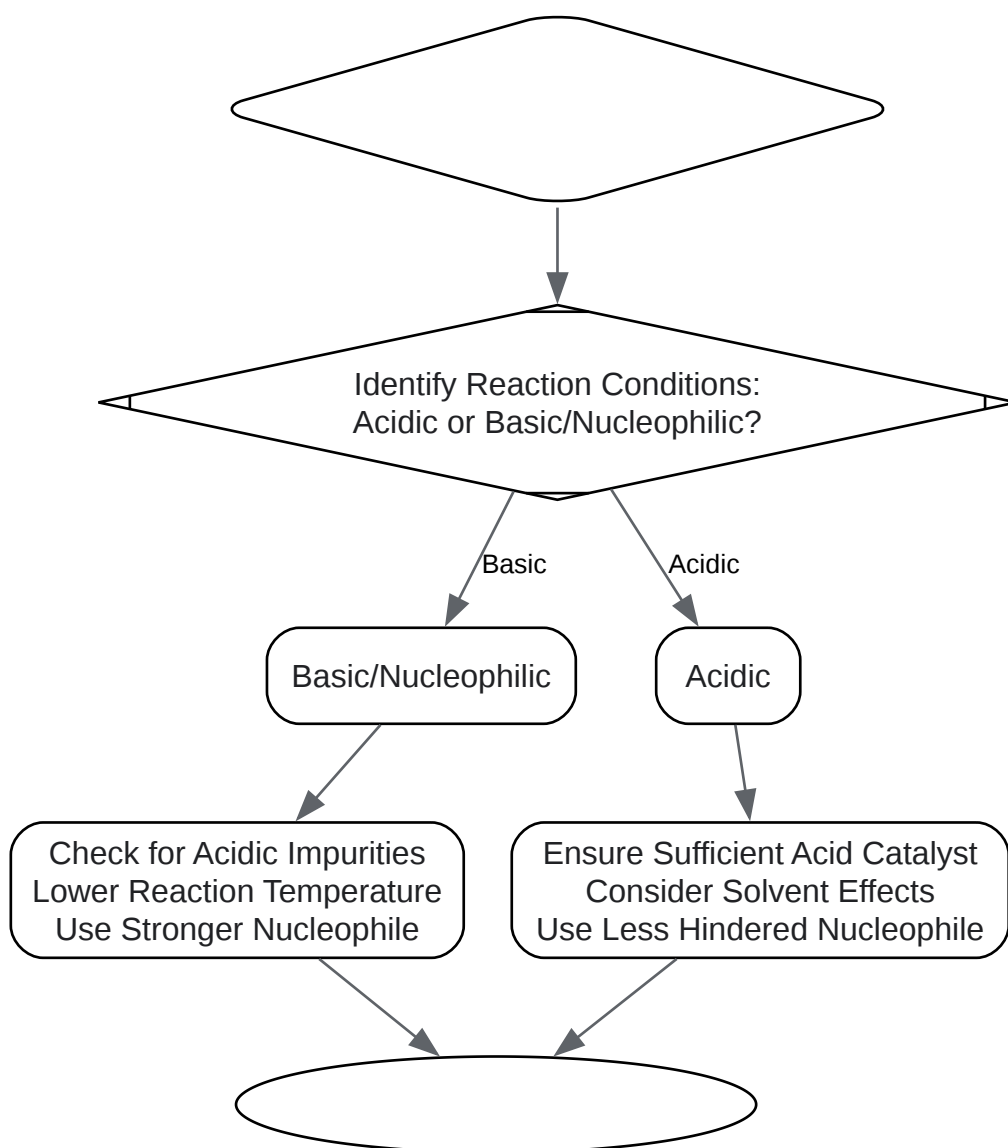 Identify Reaction Conditions:
Acidic or Basic/Nucleophilic?
Basic
Acidic
Basic/Nucleophilic
Acidic
Check for Acidic Impurities
Lower Reaction Temperature
Use Stronger Nucleophile
Ensure Sufficient Acid Catalyst
Consider Solvent Effects
Use Less Hindered Nucleophile